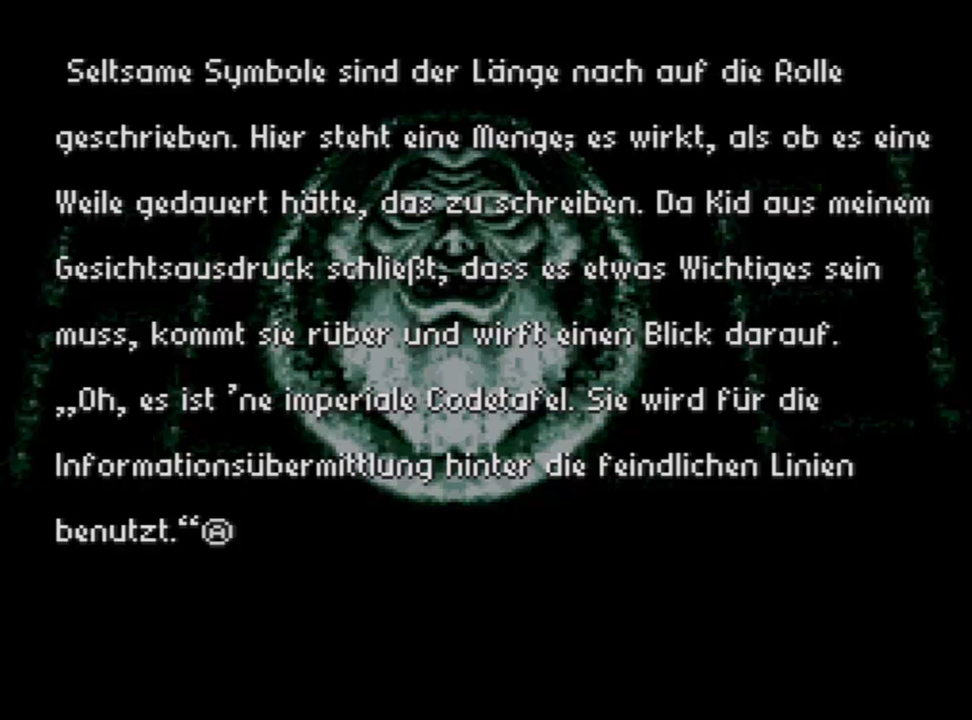 Seltsame Symbole sind der Länge nach auf die Rolle
geschrieben. Hier steht eine Menge; es wirkt, als ob es eine
Weile gedauert hätte, das zu schreiben. Da Kid aus meinem
Gesichtsausdruck schließt, dass es etwas Wichtiges sein
muss, kommt sie rüber und wirft einen Blick darauf.
„Oh, es ist ’ne imperiale Codetafel. Sie wird für die
Informationsübermittlung hinter die feindlichen Linien
benutzt.“Ⓐ